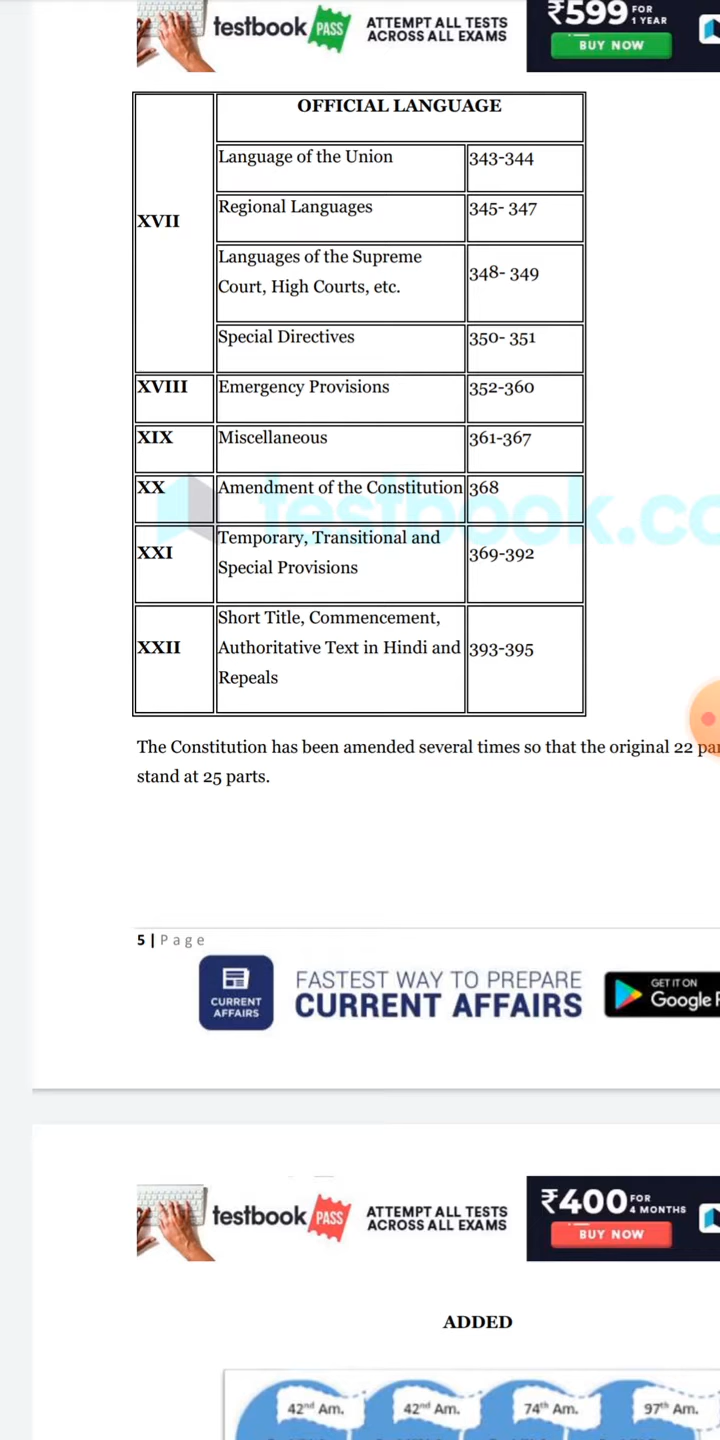 testbook PASS ATTEMPT ALL TESTS
ACROSS ALL EXAMS
₹599 FOR
1 YEAR
BUY NOW
OFFICIAL LANGUAGE
XVII
Language of the Union 343-344
Regional Languages 345- 347
Languages of the Supreme
Court, High Courts, etc. 348- 349
Special Directives 350- 351
XVIII Emergency Provisions 352-360
XIX Miscellaneous 361-367
XX Amendment of the Constitution 368
testbook.co
XXI Temporary, Transitional and
Special Provisions 369-392
XXII Short Title, Commencement,
Authoritative Text in Hindi and 393-395
Repeals
The Constitution has been amended several times so that the original 22 par
stand at 25 parts.
5 | Page
CURRENT
AFFAIRS
FASTEST WAY TO PREPARE
CURRENT AFFAIRS
GET IT ON
Google P
testbook PASS ATTEMPT ALL TESTS
ACROSS ALL EXAMS
₹400 FOR
4 MONTHS
BUY NOW
ADDED
42nd Am. 42nd Am. 74th Am. 97th Am.